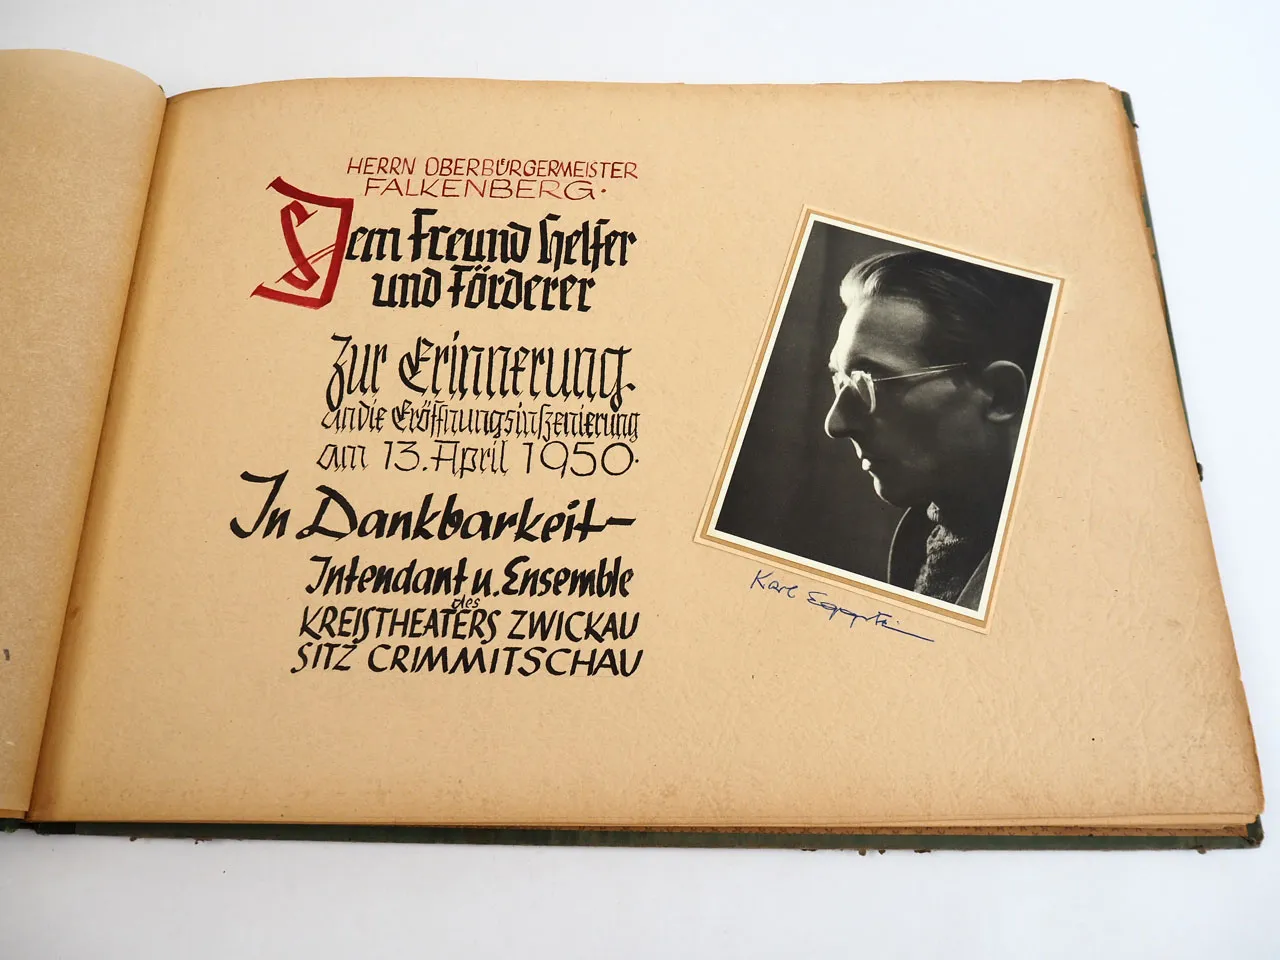 HERRN OBERBÜRGERMEISTER
FALKENBERG.
Dem Freund Helfer
und Förderer
Zur Erinnerung
an die Eröffnungsinszenierung
am 13. April 1950.
In Dankbarkeit-
Intendant u. Ensemble
des
KREISTHEATERS ZWICKAU
SITZ CRIMMITSCHAU
Karl